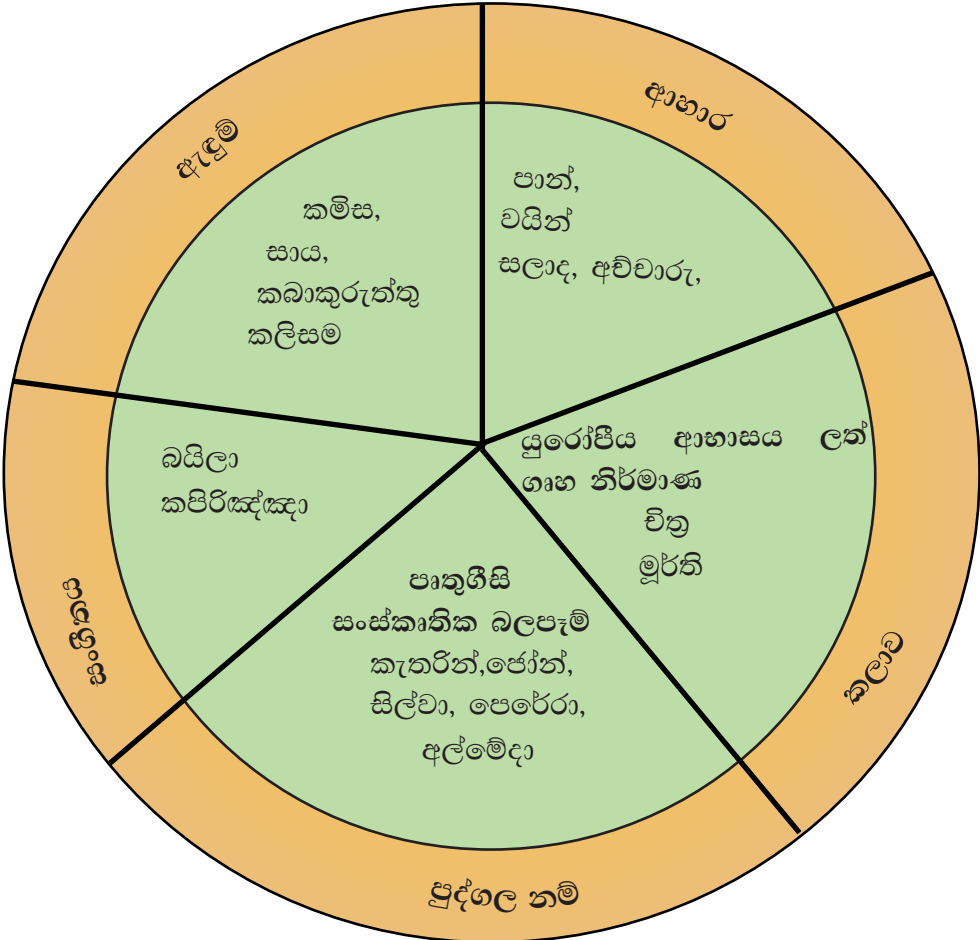 ආහාර
පාන්,
වයින්
සලාද, අච්චාරු,
කලාව
යුරෝපීය ආභාසය ලත්
ගෘහ නිර්මාණ
චිත්‍ර
මූර්ති
පුද්ගල නම්
පෘතුගීසි
සංස්කෘතික බලපෑම්
කැතරින්,ජෝන්,
සිල්වා, පෙරේරා,
අල්මේදා
සංගීතය
බයිලා
කපිරිඤ්ඤා
ඇඳුම්
කමිස,
සාය,
කබාකුරුත්තු
කලිසම